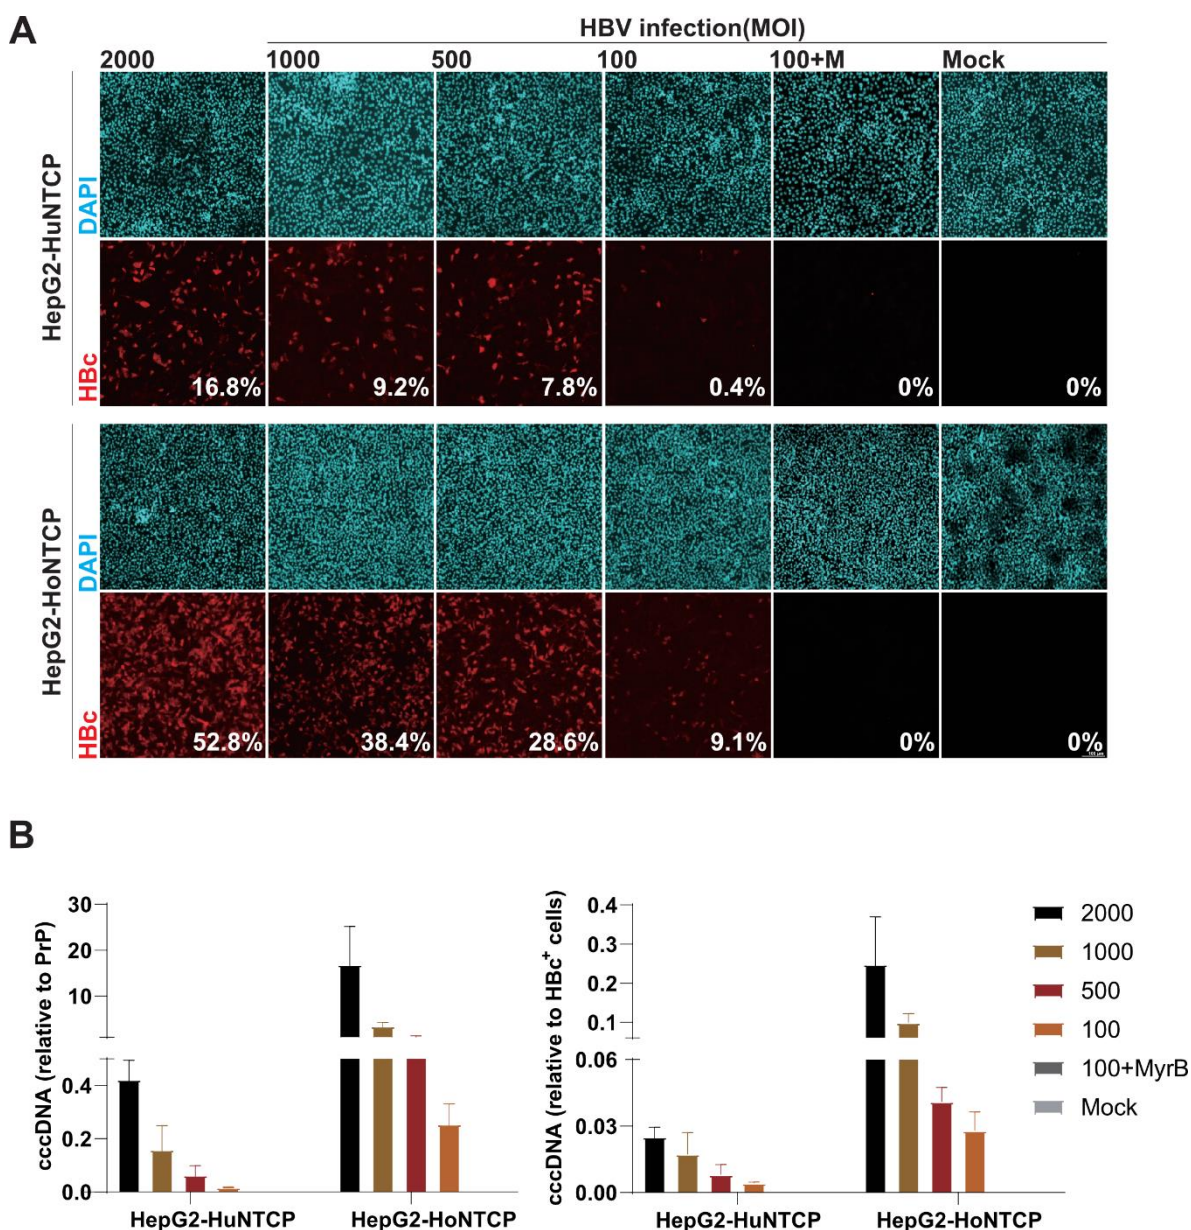 A
HBV infection(MOI)
2000 1000 500 100 100+M Mock
HepG2-HuNTCP
DAPI
HBc
16.8% 9.2% 7.8% 0.4% 0% 0%
HepG2-HoNTCP
DAPI
HBc
52.8% 38.4% 28.6% 9.1% 0% 0%
B
cccDNA (relative to PrP)
30
20
10
0.4
0.2
0.0
HepG2-HuNTCP HepG2-HoNTCP
cccDNA (relative to HBc⁺ cells)
0.4
0.3
0.2
0.1
0.06
0.03
0.00
HepG2-HuNTCP HepG2-HoNTCP
2000
1000
500
100
100+MyrB
Mock